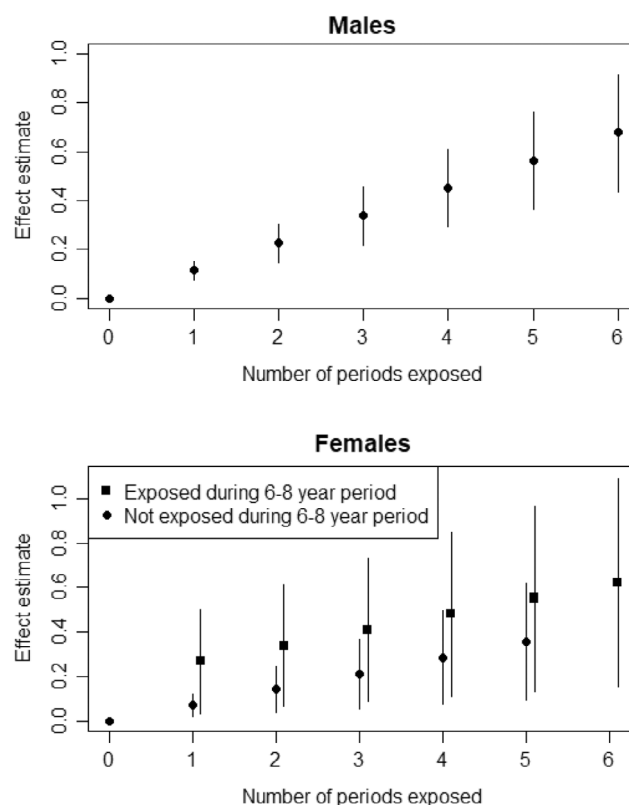 Males
Effect estimate
0.0 0.2 0.4 0.6 0.8 1.0
0 1 2 3 4 5 6
Number of periods exposed
Females
Exposed during 6-8 year period
Not exposed during 6-8 year period
Effect estimate
0.0 0.2 0.4 0.6 0.8 1.0
0 1 2 3 4 5 6
Number of periods exposed